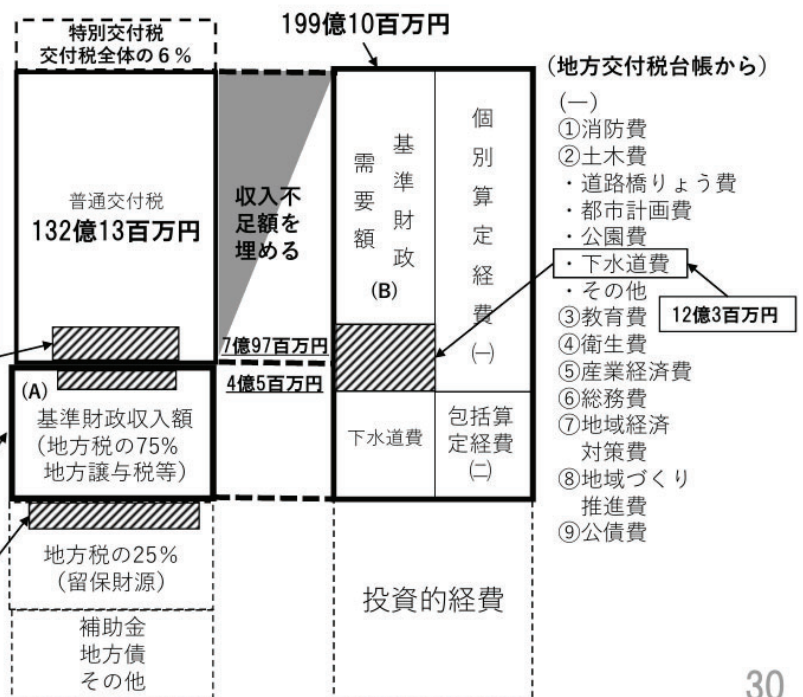 特別交付税
交付税全体の６％
199億10百万円
普通交付税
132億13百万円
収入不
足額を
埋める
基準財政
需要額
(B)
個別算定経費(一)
7億97百万円
4億5百万円
(A)
基準財政収入額
(地方税の75%
地方譲与税等)
下水道費
包括算
定経費
(二)
地方税の25%
(留保財源)
補助金
地方債
その他
投資的経費
(地方交付税台帳から)
(一)
①消防費
②土木費
・道路橋りょう費
・都市計画費
・公園費
・下水道費
・その他
12億3百万円
③教育費
④衛生費
⑤産業経済費
⑥総務費
⑦地域経済
対策費
⑧地域づくり
推進費
⑨公債費
30